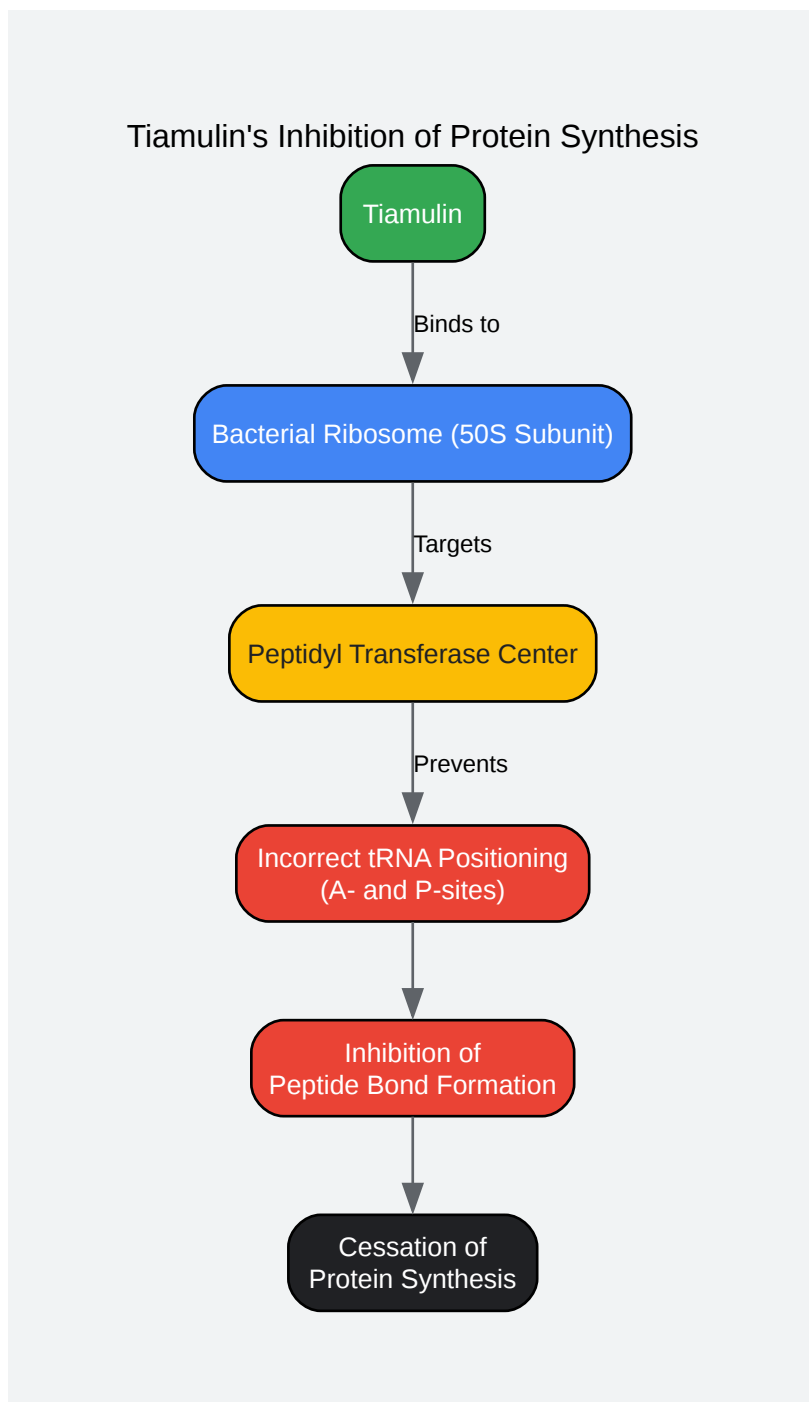 Tiamulin's Inhibition of Protein Synthesis
Tiamulin
Binds to
Bacterial Ribosome (50S Subunit)
Targets
Peptidyl Transferase Center
Prevents
Incorrect tRNA Positioning
(A- and P-sites)
Inhibition of
Peptide Bond Formation
Cessation of
Protein Synthesis